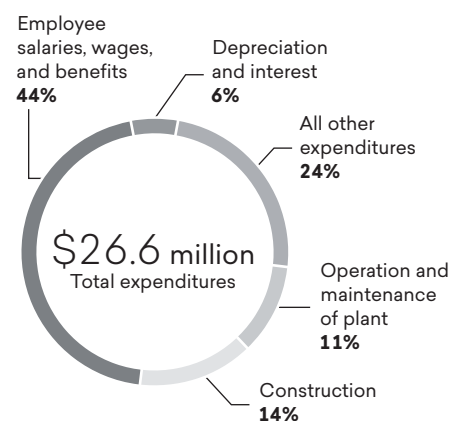 Employee
salaries, wages,
and benefits
44%
Depreciation
and interest
6%
All other
expenditures
24%
$26.6 million
Total expenditures
Operation and
maintenance
of plant
11%
Construction
14%